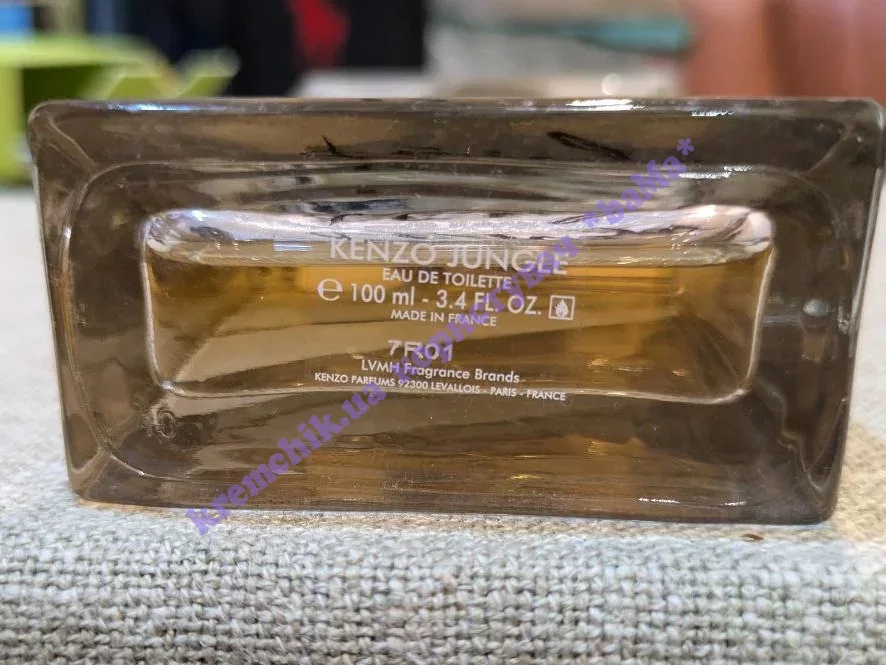 KENZO JUNGLE
EAU DE TOILETTE
℮ 100 ml - 3.4 FL. OZ.
MADE IN FRANCE
7R01
LVMH Fragrance Brands
KENZO PARFUMS 92300 LEVALLOIS - PARIS - FRANCE
kremchik.ua *baMa*